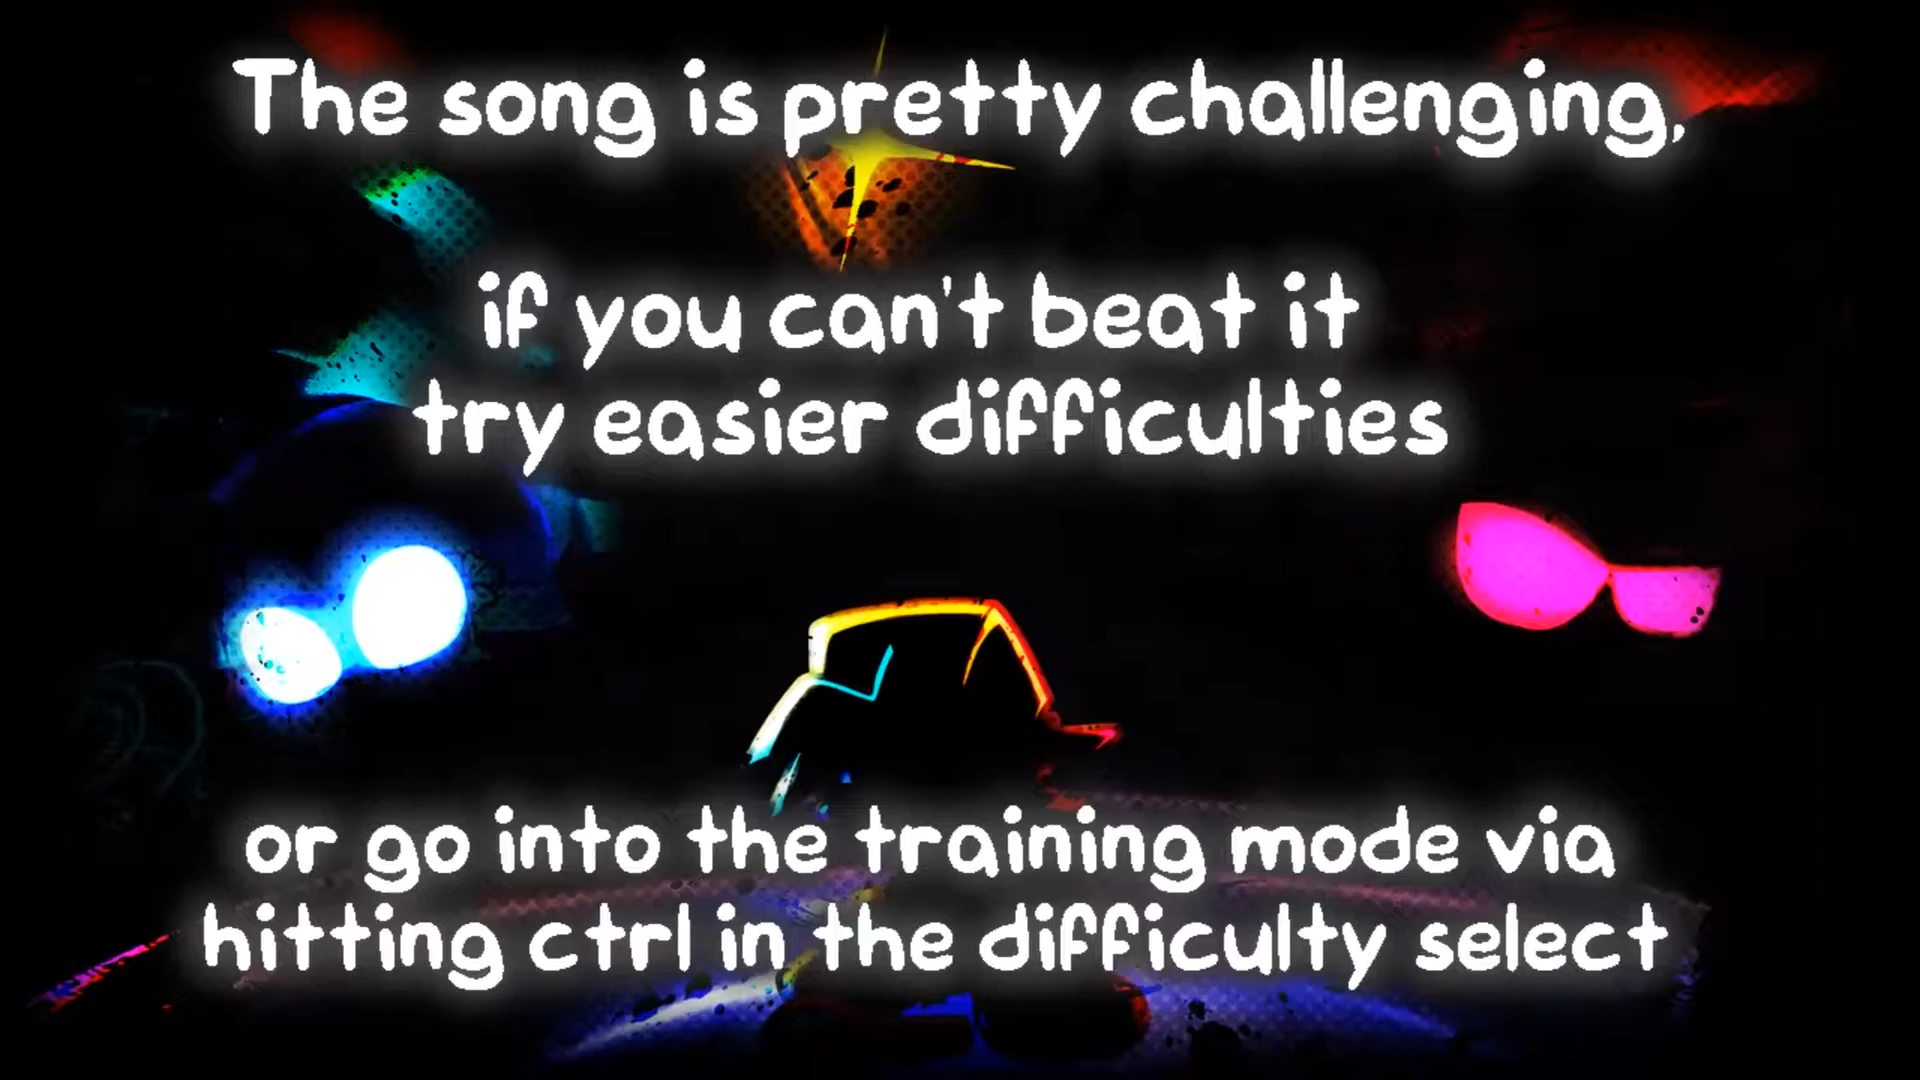 The song is pretty challenging,
if you can't beat it
try easier difficulties
or go into the training mode via
hitting ctrl in the difficulty select